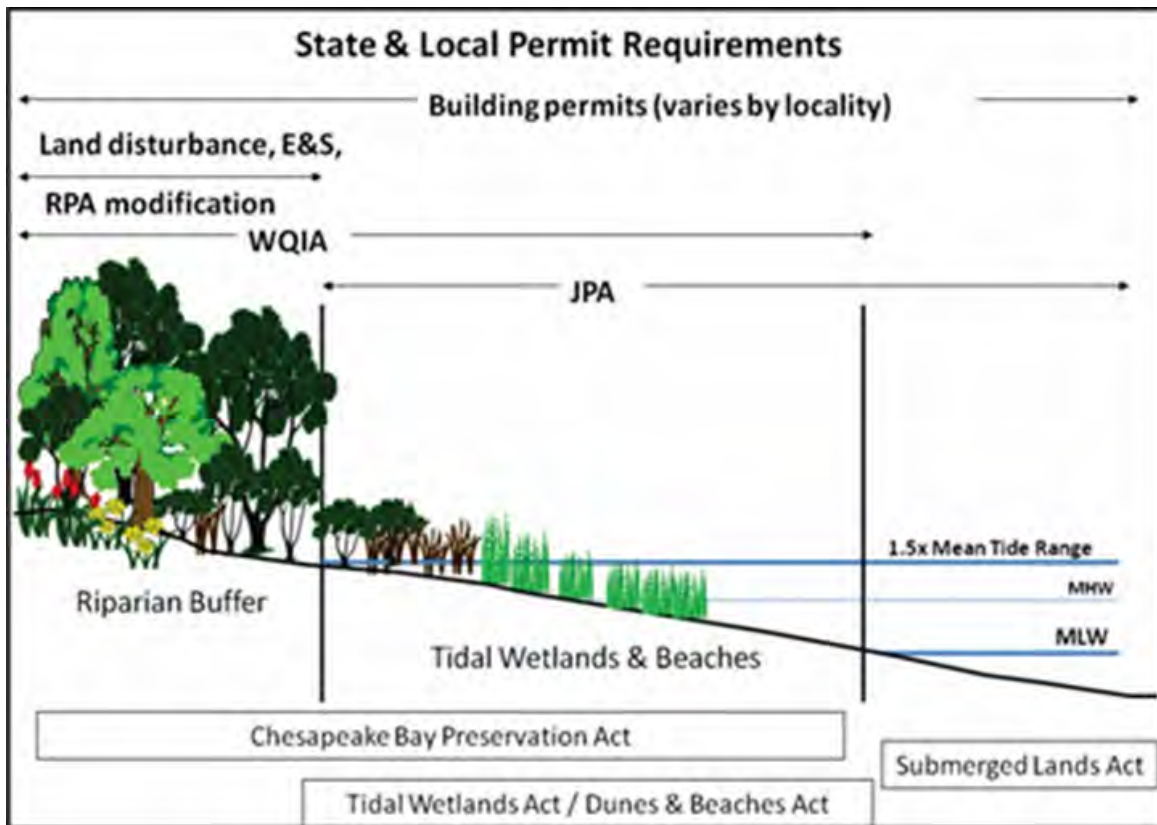 State & Local Permit Requirements
Building permits (varies by locality)
Land disturbance, E&S,
RPA modification
WQIA
JPA
1.5x Mean Tide Range
MHW
MLW
Riparian Buffer
Tidal Wetlands & Beaches
Chesapeake Bay Preservation Act
Submerged Lands Act
Tidal Wetlands Act / Dunes & Beaches Act